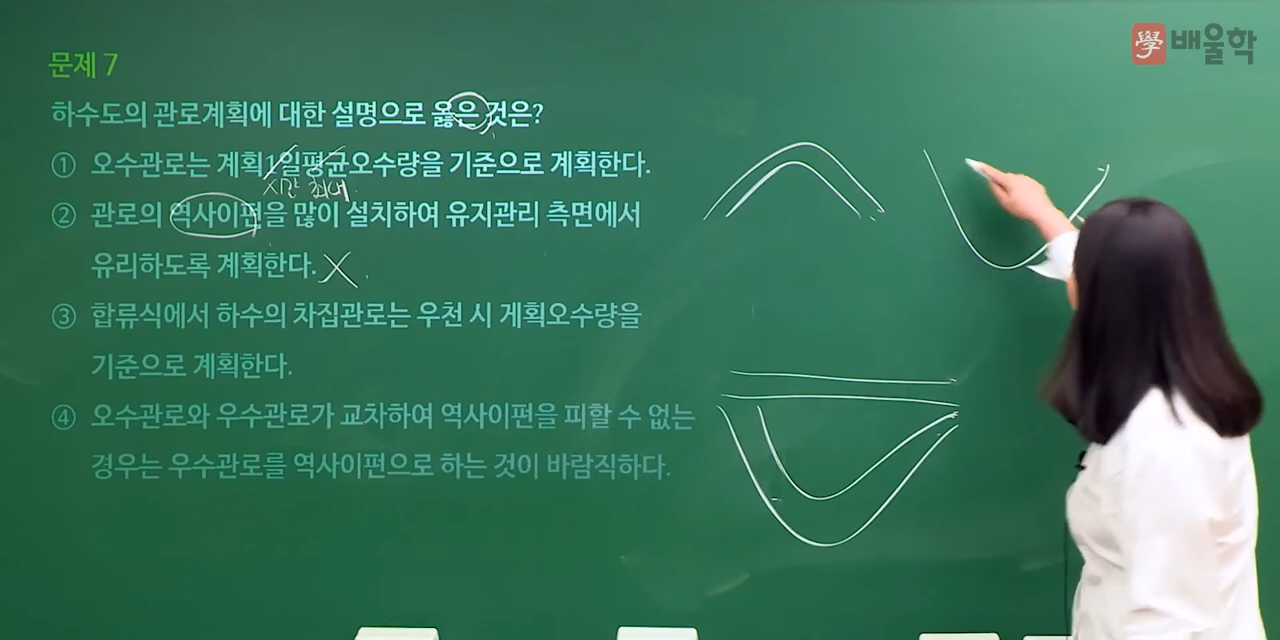 學 배울학
문제 7
하수도의 관로계획에 대한 설명으로 옳은 것은?
① 오수관로는 계획1일평균오수량을 기준으로 계획한다.
최대
② 관로의 역사이펀을 많이 설치하여 유지관리 측면에서
유리하도록 계획한다. X
③ 합류식에서 하수의 차집관로는 우천 시 계획오수량을
기준으로 계획한다.
④ 오수관로와 우수관로가 교차하여 역사이펀을 피할 수 없는
경우는 우수관로를 역사이펀으로 하는 것이 바람직하다.